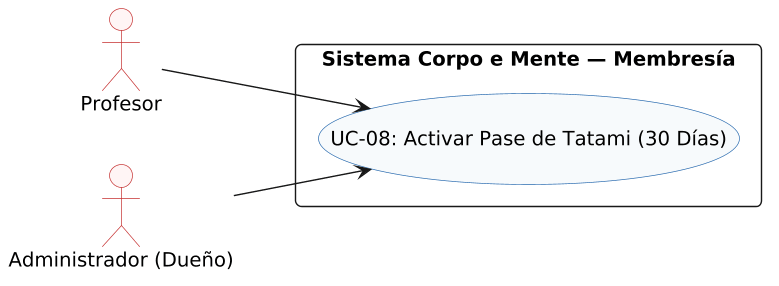 Sistema Corpo e Mente — Membresía
Profesor
UC-08: Activar Pase de Tatami (30 Días)
Administrador (Dueño)